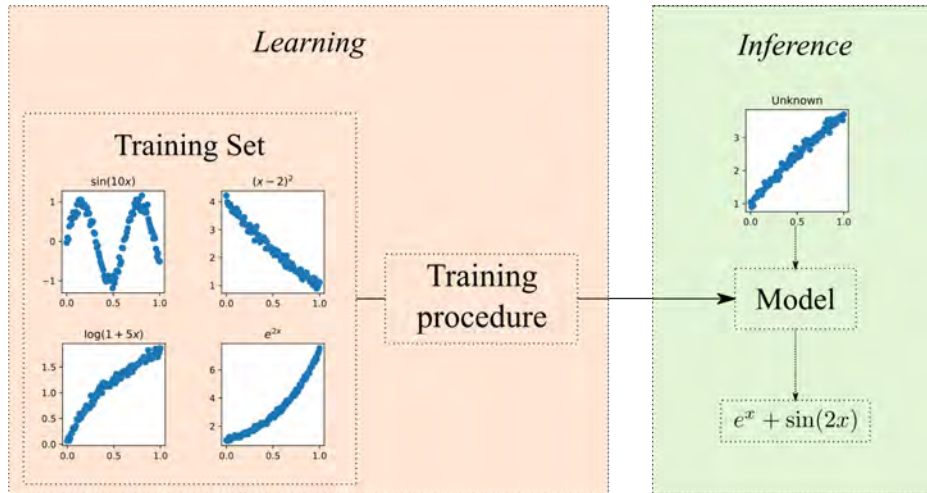 Learning
Training Set
sin(10x)
1
0
−1
0.0 0.5 1.0
(x − 2)²
4
3
2
1
0.0 0.5 1.0
log(1 + 5x)
1.5
1.0
0.5
0.0
0.0 0.5 1.0
e²ˣ
6
4
2
0.0 0.5 1.0
Training
procedure
Inference
Unknown
3
2
1
0.0 0.5 1.0
Model
eˣ + sin(2x)